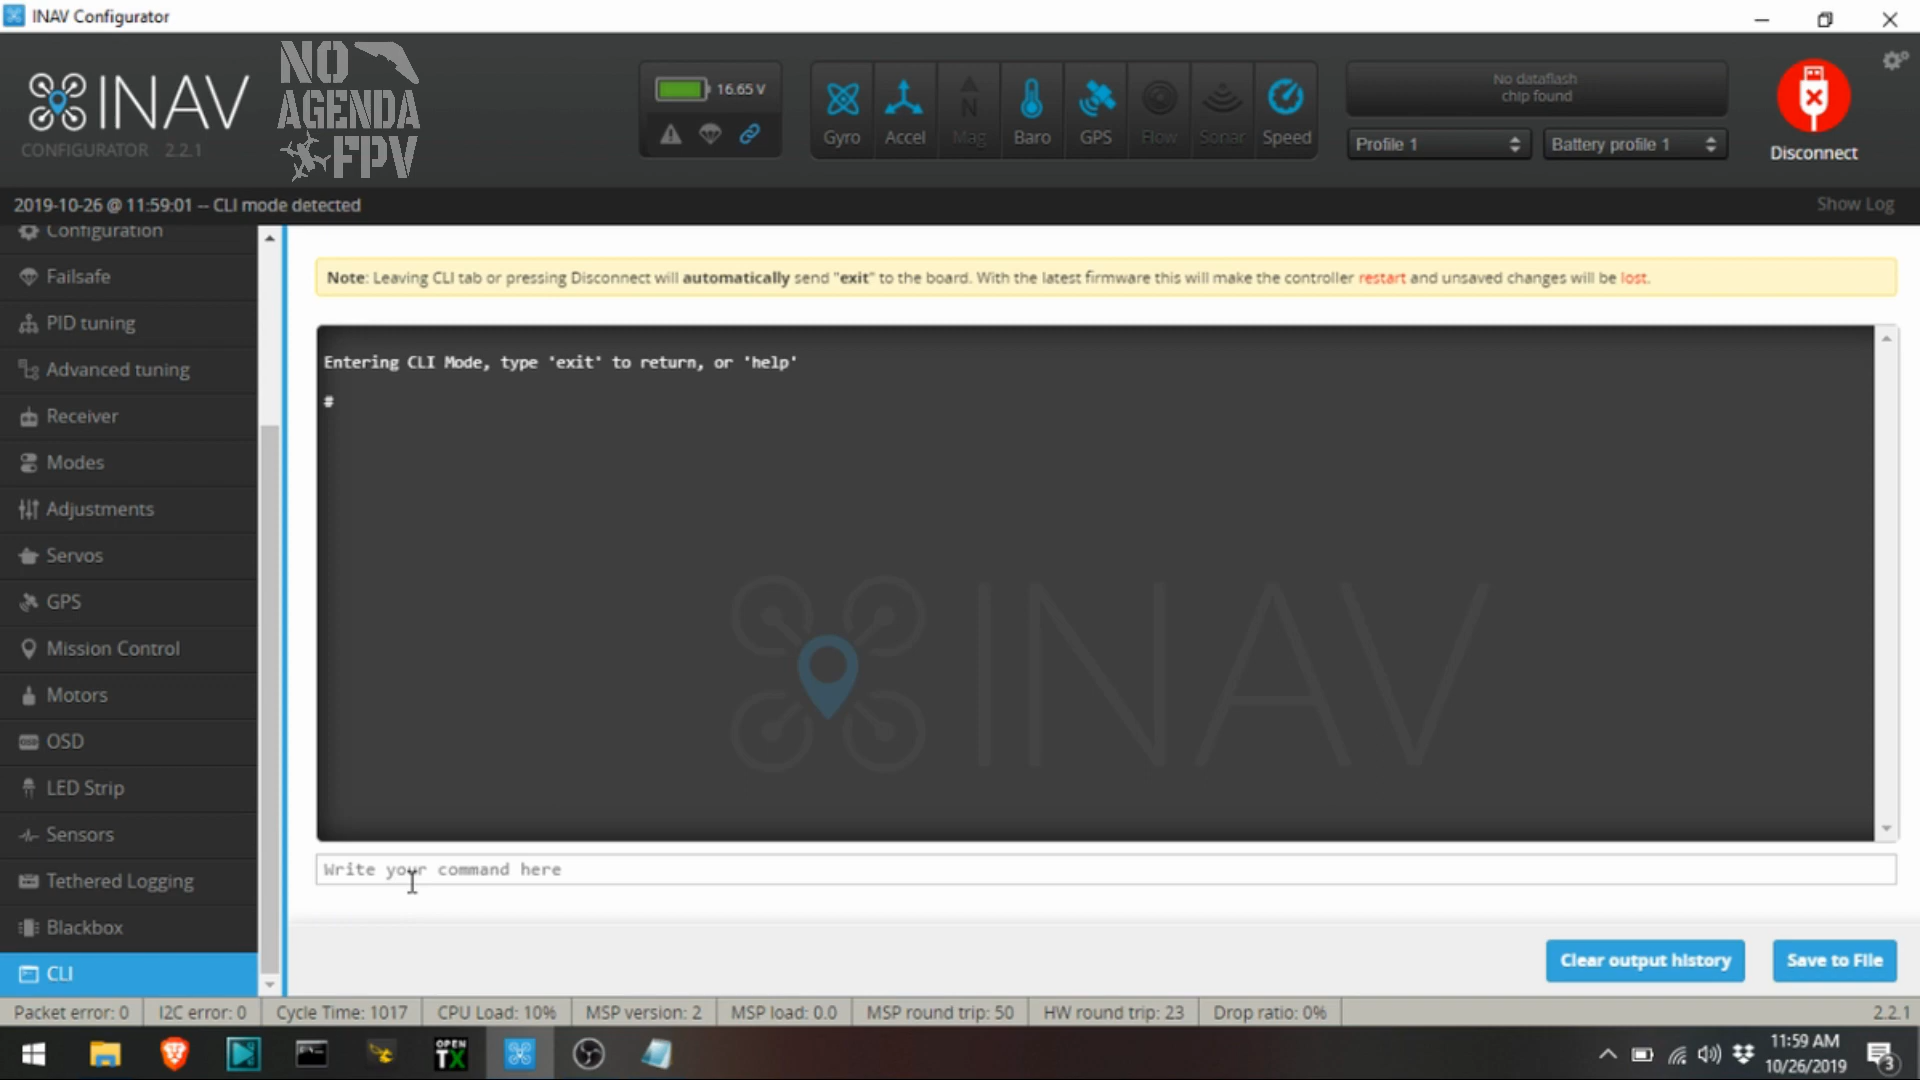 INAV Configurator
INAV
CONFIGURATOR 2.2.1
NO
AGENDA
FPV
16.65 V
Gyro
Accel
Mag
Baro
GPS
Flow
Sonar
Speed
No dataflash
chip found
Profile 1
Battery profile 1
Disconnect
2019-10-26 @ 11:59:01 -- CLI mode detected
Show Log
Configuration
Failsafe
PID tuning
Advanced tuning
Receiver
Modes
Adjustments
Servos
GPS
Mission Control
Motors
OSD
LED Strip
Sensors
Tethered Logging
Blackbox
CLI
Note: Leaving CLI tab or pressing Disconnect will automatically send "exit" to the board. With the latest firmware this will make the controller restart and unsaved changes will be lost.
Entering CLI Mode, type 'exit' to return, or 'help'
#
INAV
Write your command here
Clear output history
Save to File
Packet error: 0
I2C error: 0
Cycle Time: 1017
CPU Load: 10%
MSP version: 2
MSP load: 0.0
MSP round trip: 50
HW round trip: 23
Drop ratio: 0%
2.2.1
OPEN
TX
11:59 AM
10/26/2019
3